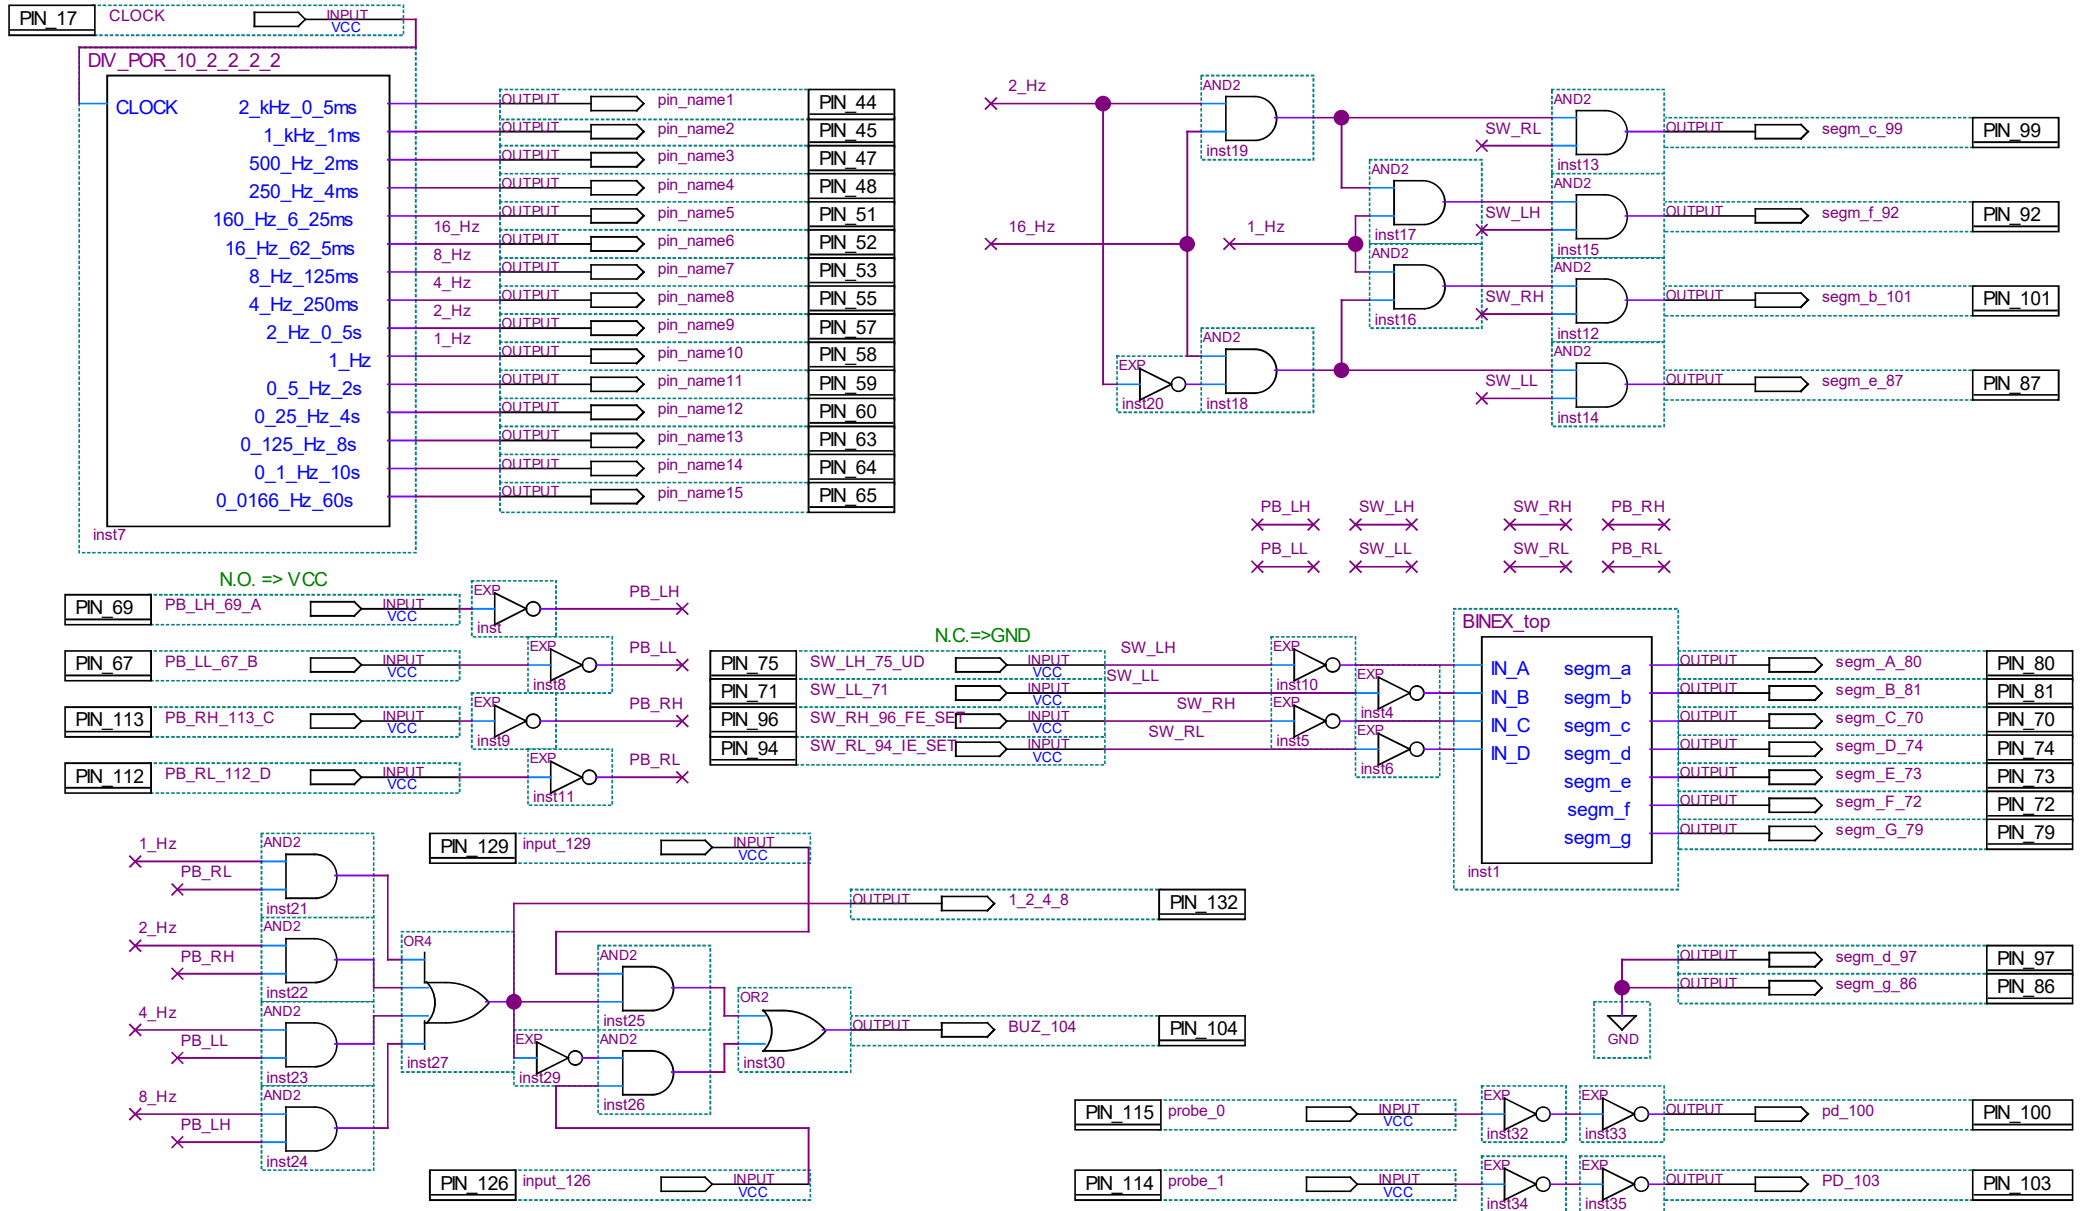 PIN_17 CLOCK INPUT
VCC
DIV_POR_10_2_2_2_2
CLOCK
2_kHz_0_5ms OUTPUT pin_name1 PIN_44
1_kHz_1ms OUTPUT pin_name2 PIN_45
500_Hz_2ms OUTPUT pin_name3 PIN_47
250_Hz_4ms OUTPUT pin_name4 PIN_48
160_Hz_6_25ms OUTPUT pin_name5 PIN_51
16_Hz_62_5ms 16_Hz OUTPUT pin_name6 PIN_52
8_Hz_125ms 8_Hz OUTPUT pin_name7 PIN_53
4_Hz_250ms 4_Hz OUTPUT pin_name8 PIN_55
2_Hz_0_5s 2_Hz OUTPUT pin_name9 PIN_57
1_Hz 1_Hz OUTPUT pin_name10 PIN_58
0_5_Hz_2s OUTPUT pin_name11 PIN_59
0_25_Hz_4s OUTPUT pin_name12 PIN_60
0_125_Hz_8s OUTPUT pin_name13 PIN_63
0_1_Hz_10s OUTPUT pin_name14 PIN_64
0_0166_Hz_60s OUTPUT pin_name15 PIN_65
inst7
2_Hz
16_Hz
1_Hz
AND2
inst19
EXP
inst20
AND2
inst18
AND2
inst17
AND2
inst16
SW_RL
AND2
inst13
OUTPUT segm_c_99 PIN_99
SW_LH
AND2
inst15
OUTPUT segm_f_92 PIN_92
SW_RH
AND2
inst12
OUTPUT segm_b_101 PIN_101
SW_LL
AND2
inst14
OUTPUT segm_e_87 PIN_87
PB_LH SW_LH SW_RH PB_RH
PB_LL SW_LL SW_RL PB_RL
N.O. => VCC
PIN_69 PB_LH_69_A INPUT
VCC
EXP
inst
PB_LH
PIN_67 PB_LL_67_B INPUT
VCC
EXP
inst8
PB_LL
PIN_113 PB_RH_113_C INPUT
VCC
EXP
inst9
PB_RH
PIN_112 PB_RL_112_D INPUT
VCC
EXP
inst11
PB_RL
N.C.=>GND
PIN_75 SW_LH_75_UD INPUT
VCC
SW_LH
EXP
inst10
PIN_71 SW_LL_71 INPUT
VCC
SW_LL
EXP
inst4
PIN_96 SW_RH_96_FE_SET INPUT
VCC
SW_RH
EXP
inst5
PIN_94 SW_RL_94_IE_SET INPUT
VCC
SW_RL
EXP
inst6
BINEX_top
IN_A segm_a OUTPUT segm_A_80 PIN_80
IN_B segm_b OUTPUT segm_B_81 PIN_81
IN_C segm_c OUTPUT segm_C_70 PIN_70
IN_D segm_d OUTPUT segm_D_74 PIN_74
segm_e OUTPUT segm_E_73 PIN_73
segm_f OUTPUT segm_F_72 PIN_72
segm_g OUTPUT segm_G_79 PIN_79
inst1
1_Hz
PB_RL
AND2
inst21
2_Hz
PB_RH
AND2
inst22
4_Hz
PB_LL
AND2
inst23
8_Hz
PB_LH
AND2
inst24
OR4
inst27
PIN_129 input_129 INPUT
VCC
OUTPUT 1_2_4_8 PIN_132
AND2
inst25
EXP
inst29
AND2
inst26
OR2
inst30
OUTPUT BUZ_104 PIN_104
PIN_126 input_126 INPUT
VCC
OUTPUT segm_d_97 PIN_97
OUTPUT segm_g_86 PIN_86
GND
PIN_115 probe_0 INPUT
VCC
EXP
inst32
EXP
inst33
OUTPUT pd_100 PIN_100
PIN_114 probe_1 INPUT
VCC
EXP
inst34
EXP
inst35
OUTPUT PD_103 PIN_103